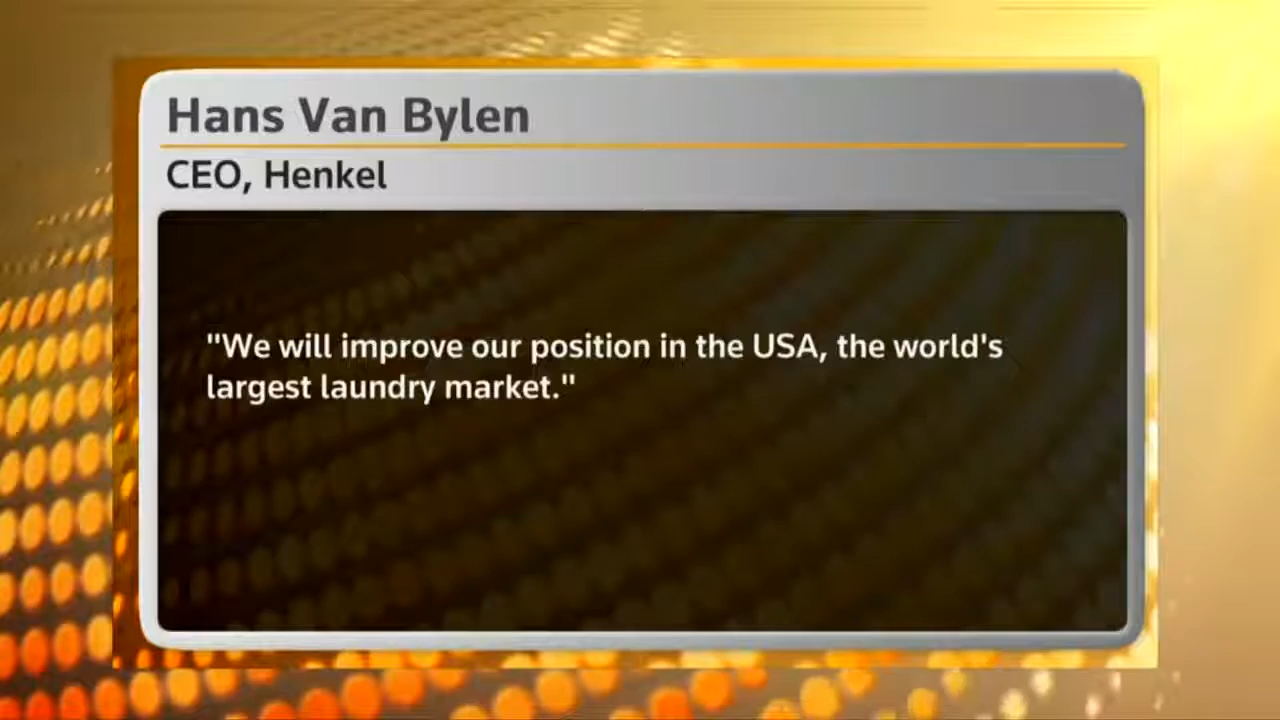 Hans Van Bylen
CEO, Henkel
"We will improve our position in the USA, the world's
largest laundry market."